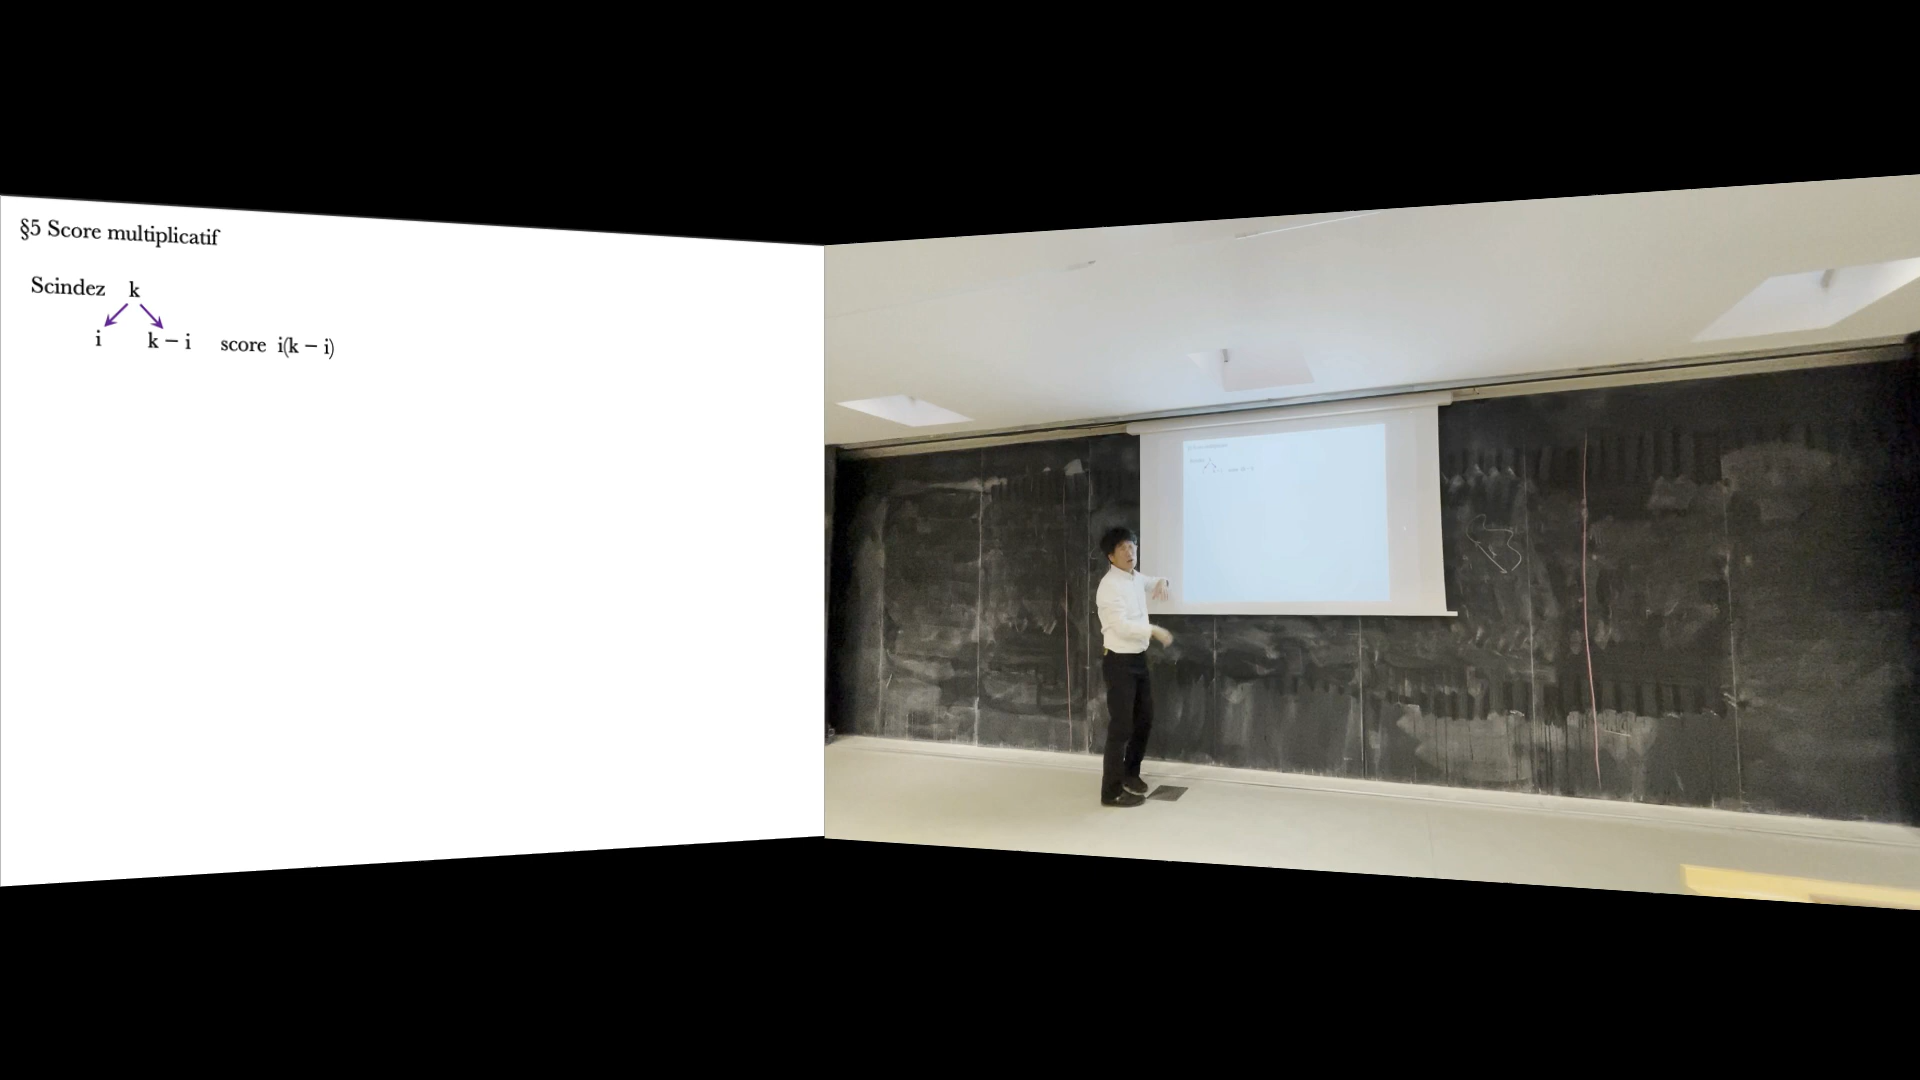 §5 Score multiplicatif
Scindez k
i k − i score i(k − i)